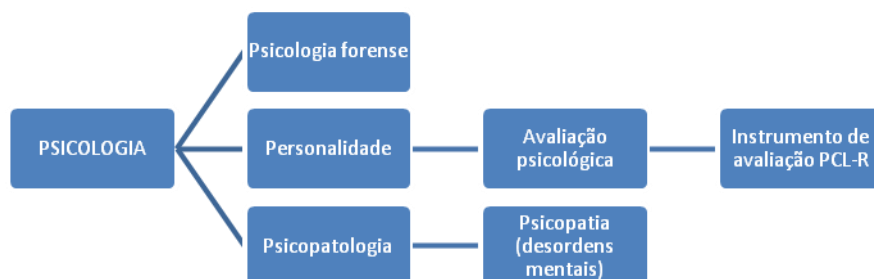 Psicologia forense
PSICOLOGIA
Personalidade
Avaliação
psicológica
Instrumento de
avaliação PCL-R
Psicopatologia
Psicopatia
(desordens
mentais)